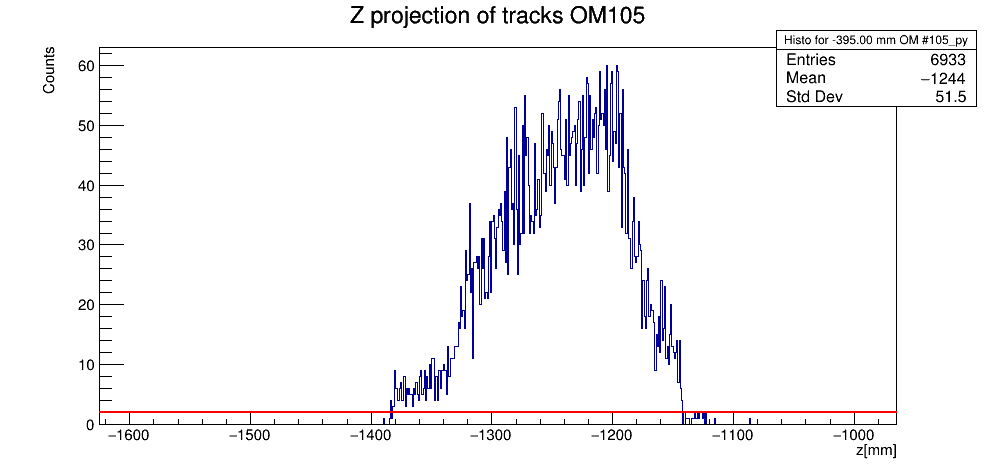 Z projection of tracks OM105
Histo for -395.00 mm OM #105_py
Entries 6933
Mean −1244
Std Dev 51.5
Counts
60
50
40
30
20
10
0
−1600 −1500 −1400 −1300 −1200 −1100 −1000
z[mm]